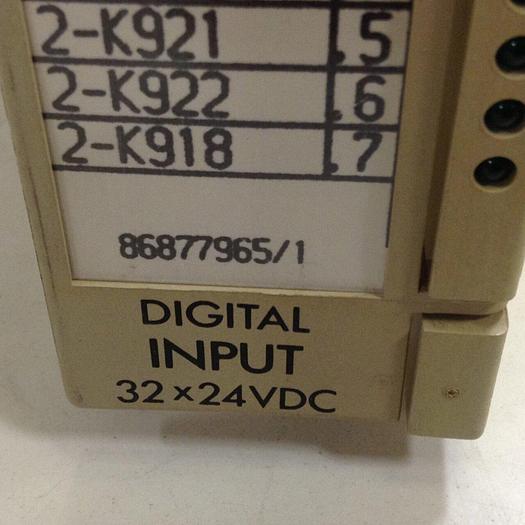 2-K921 .5
2-K922 .6
2-K918 .7
86877965/1
DIGITAL
INPUT
32×24VDC